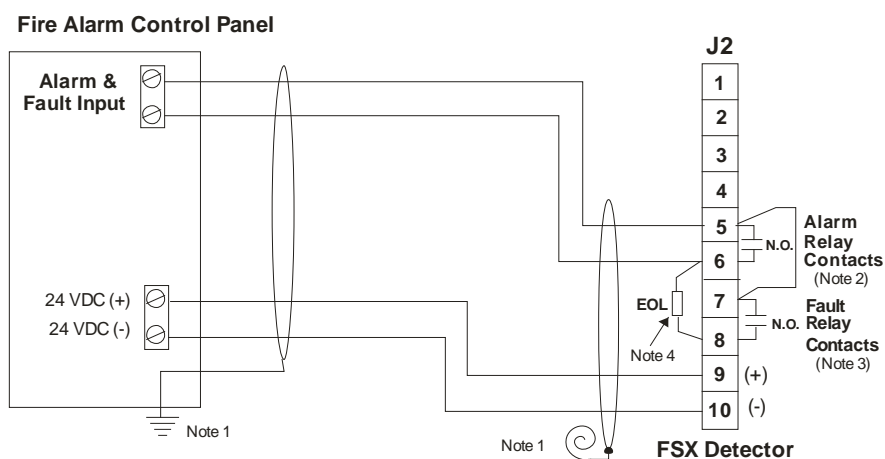 Fire Alarm Control Panel
Alarm &
Fault Input
24 VDC (+)
24 VDC (-)
Note 1
J2
1
2
3
4
5
6
7
8
9
10
(+)
(-)
N.O.
Alarm
Relay
Contacts
(Note 2)
N.O.
Fault
Relay
Contacts
(Note 3)
EOL
Note 4
Note 1
FSX Detector